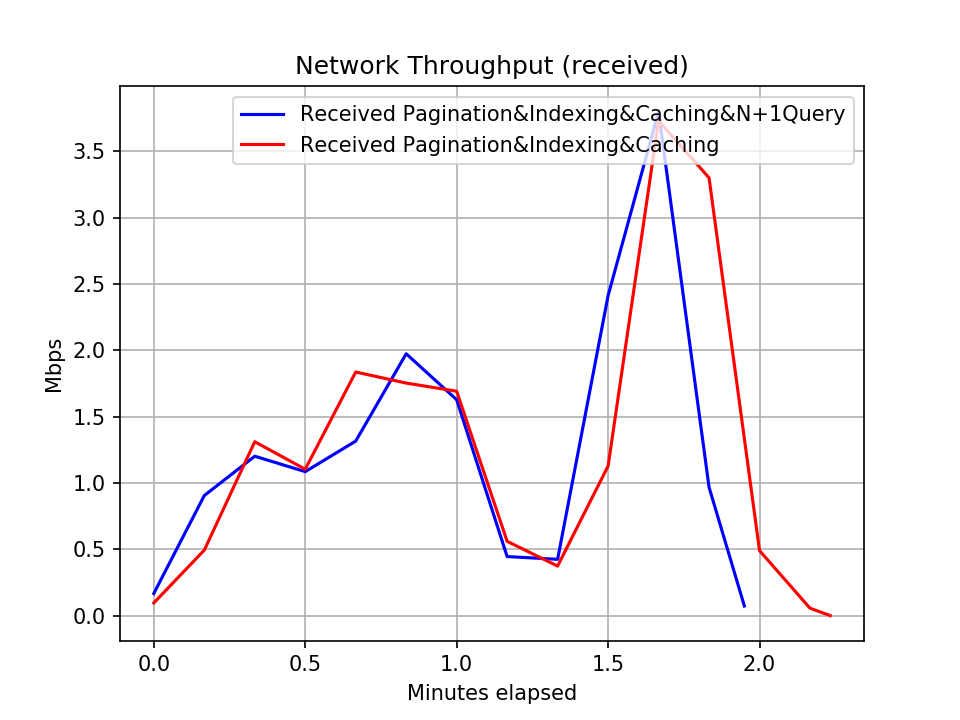 Network Throughput (received)
Received Pagination&Indexing&Caching&N+1Query
Received Pagination&Indexing&Caching
Mbps
3.5
3.0
2.5
2.0
1.5
1.0
0.5
0.0
0.0 0.5 1.0 1.5 2.0
Minutes elapsed